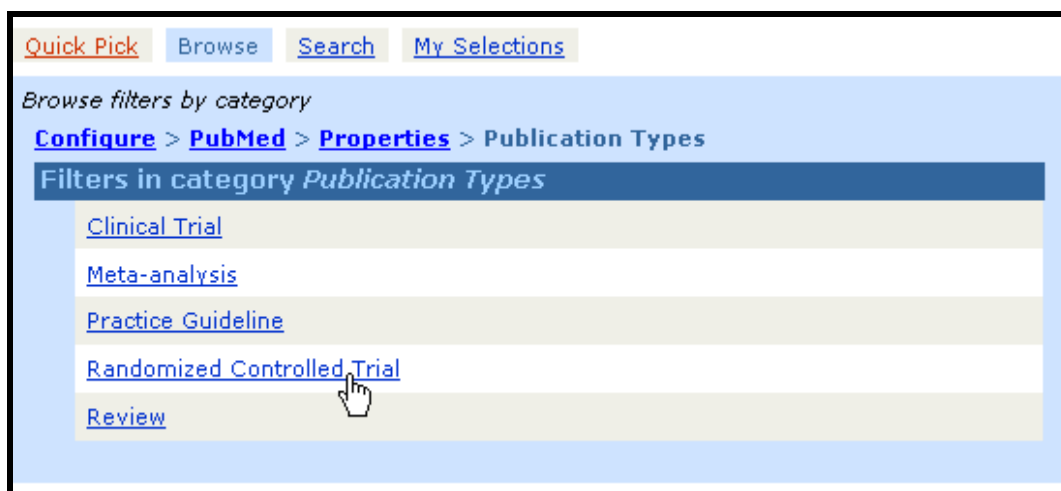 Quick Pick Browse Search My Selections
Browse filters by category
Configure > PubMed > Properties > Publication Types
Filters in category Publication Types
Clinical Trial
Meta-analysis
Practice Guideline
Randomized Controlled Trial
Review